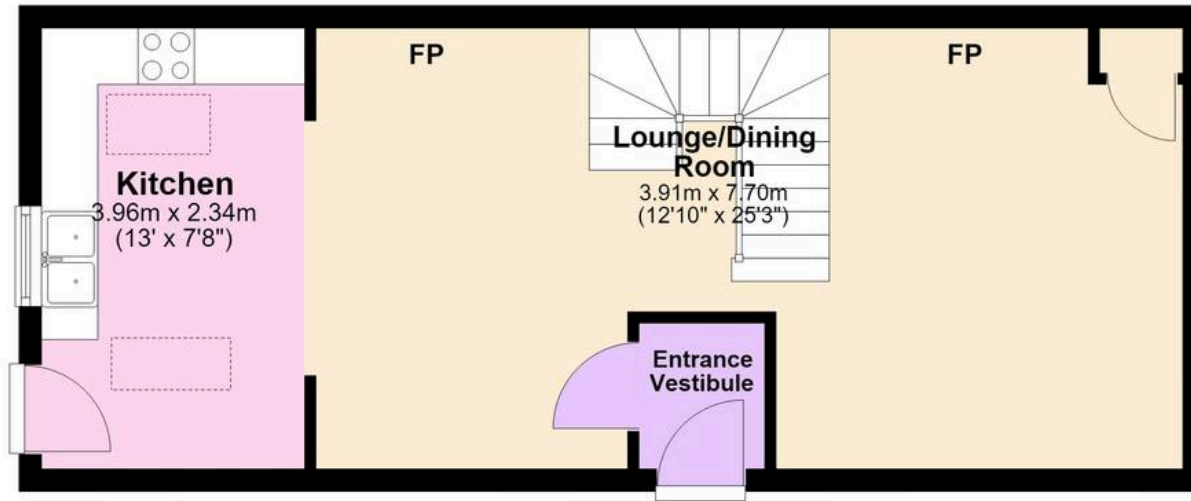 FP
FP
Lounge/Dining
Room
3.91m x 7.70m
(12'10" x 25'3")
Kitchen
3.96m x 2.34m
(13' x 7'8")
Entrance
Vestibule